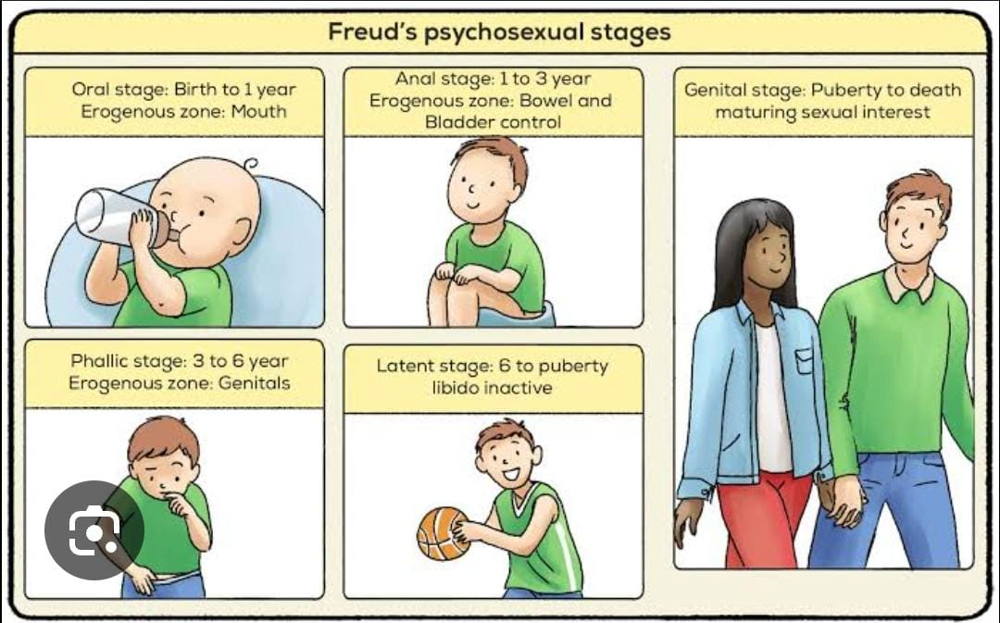 Freud's psychosexual stages
Oral stage: Birth to 1 year
Erogenous zone: Mouth
Anal stage: 1 to 3 year
Erogenous zone: Bowel and
Bladder control
Genital stage: Puberty to death
maturing sexual interest
Phallic stage: 3 to 6 year
Erogenous zone: Genitals
Latent stage: 6 to puberty
libido inactive